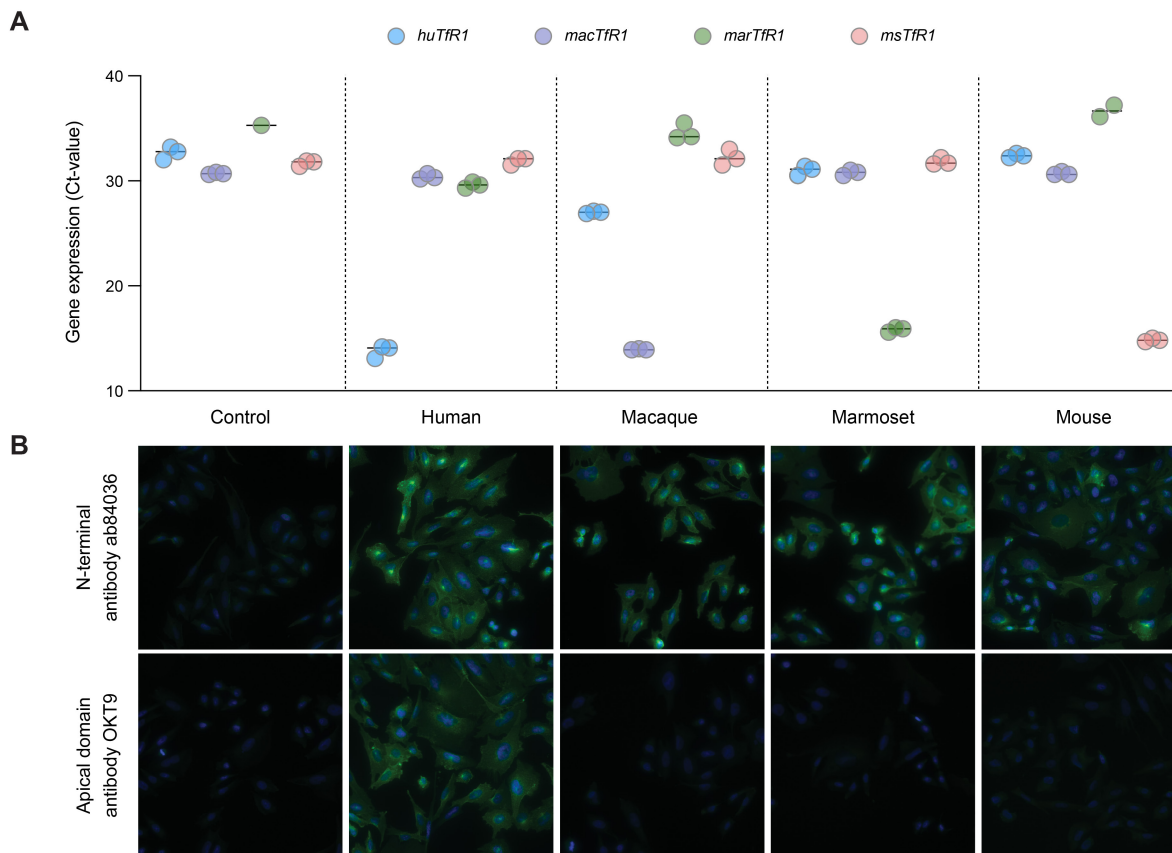 A
huTfR1 macTfR1 marTfR1 msTfR1
Gene expression (Ct-value)
40
30
20
10
Control Human Macaque Marmoset Mouse
B
N-terminal
antibody ab84036
Apical domain
antibody OKT9